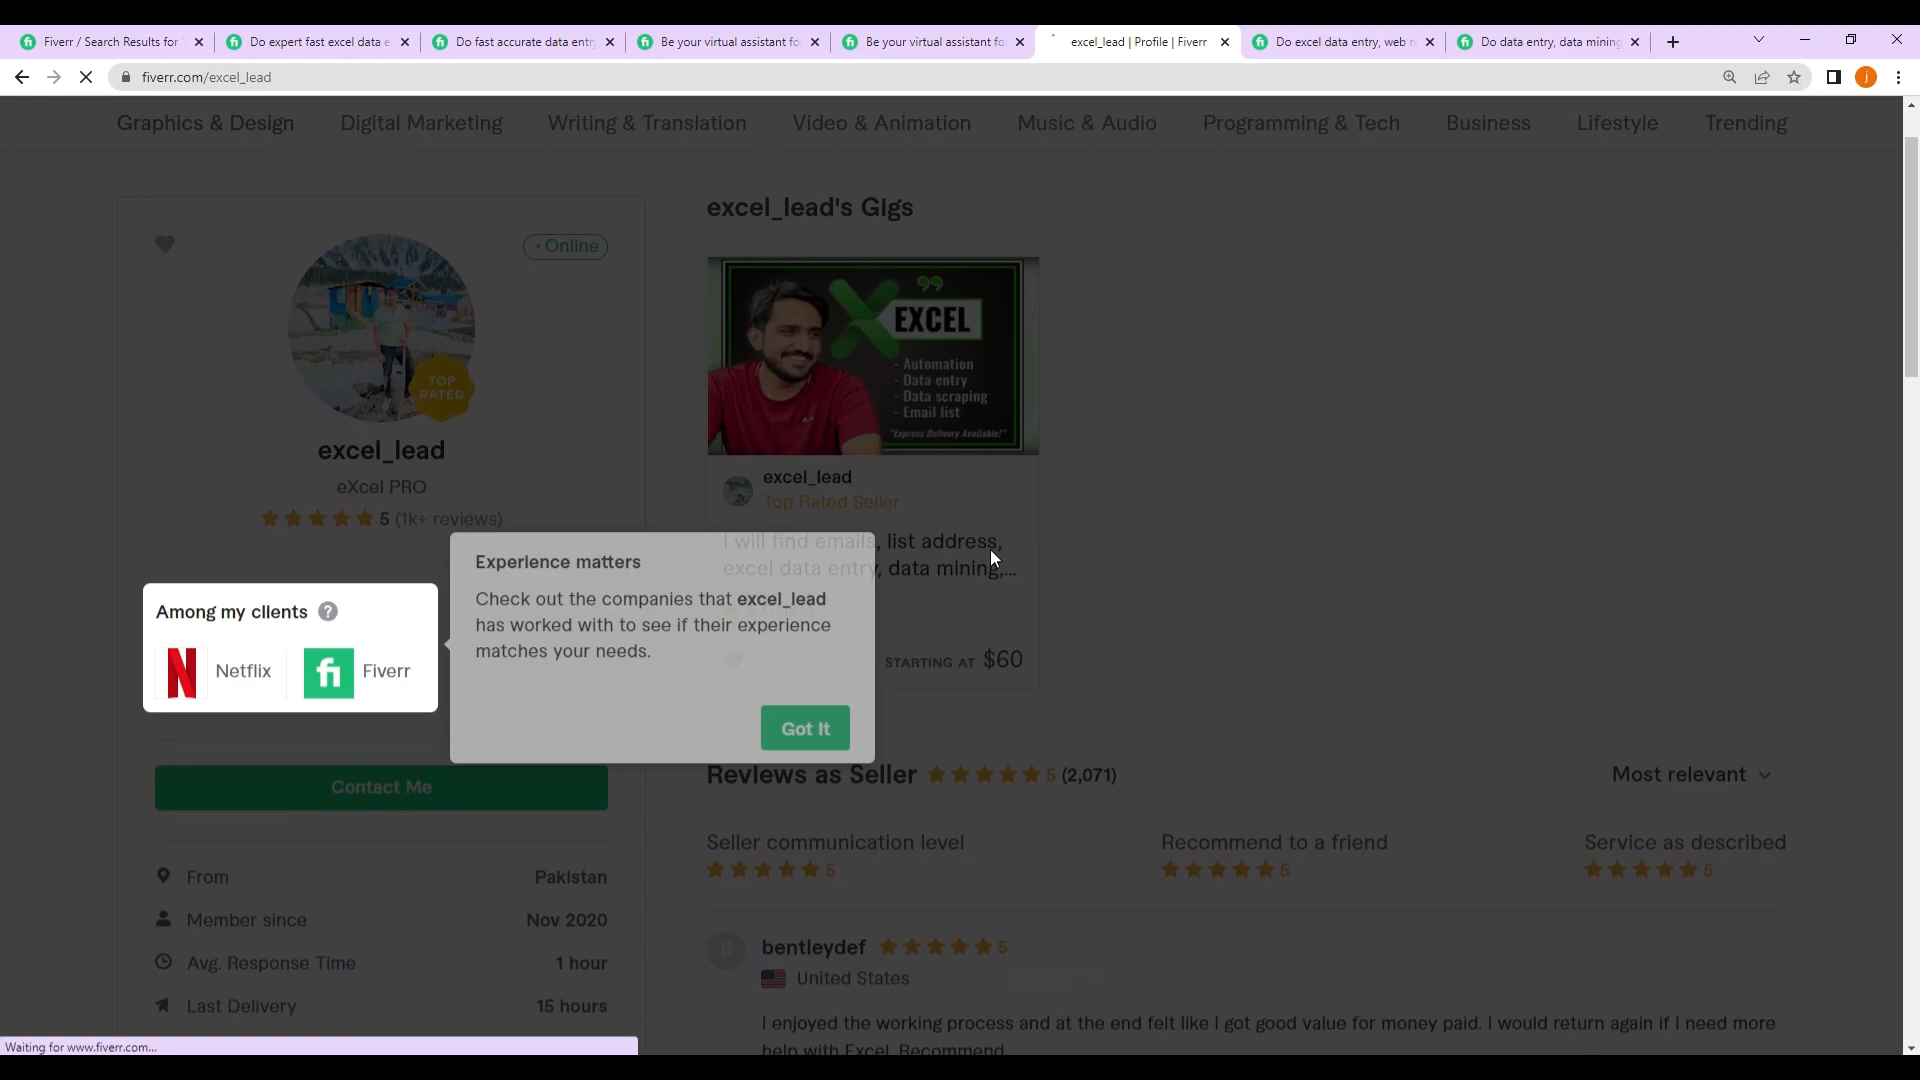 Fiverr / Search Results for
Do expert fast excel data e
Do fast accurate data entr
Be your virtual assistant fo
Be your virtual assistant fo
excel_lead | Profile | Fiverr
Do excel data entry, web r
Do data entry, data mining
fiverr.com/excel_lead
j
Graphics & Design
Digital Marketing
Writing & Translation
Video & Animation
Music & Audio
Programming & Tech
Business
Lifestyle
Trending
Online
TOP
RATED
excel_lead
eXcel PRO
5 (1k+ reviews)
Among my clients ?
Netflix
fi Fiverr
Experience matters
Check out the companies that excel_lead
has worked with to see if their experience
matches your needs.
Got It
Contact Me
From Pakistan
Member since Nov 2020
Avg. Response Time 1 hour
Last Delivery 15 hours
excel_lead's Gigs
EXCEL
- Automation
- Data entry
- Data scraping
- Email list
"Express Delivery Available!"
excel_lead
Top Rated Seller
I will find emails, list address,
excel data entry, data mining,...
STARTING AT $60
Reviews as Seller 5 (2,071)
Most relevant
Seller communication level
5
Recommend to a friend
5
Service as described
5
B
bentleydef 5
United States
I enjoyed the working process and at the end felt like I got good value for money paid. I would return again if I need more
help with Excel. Recommend
Waiting for www.fiverr.com...